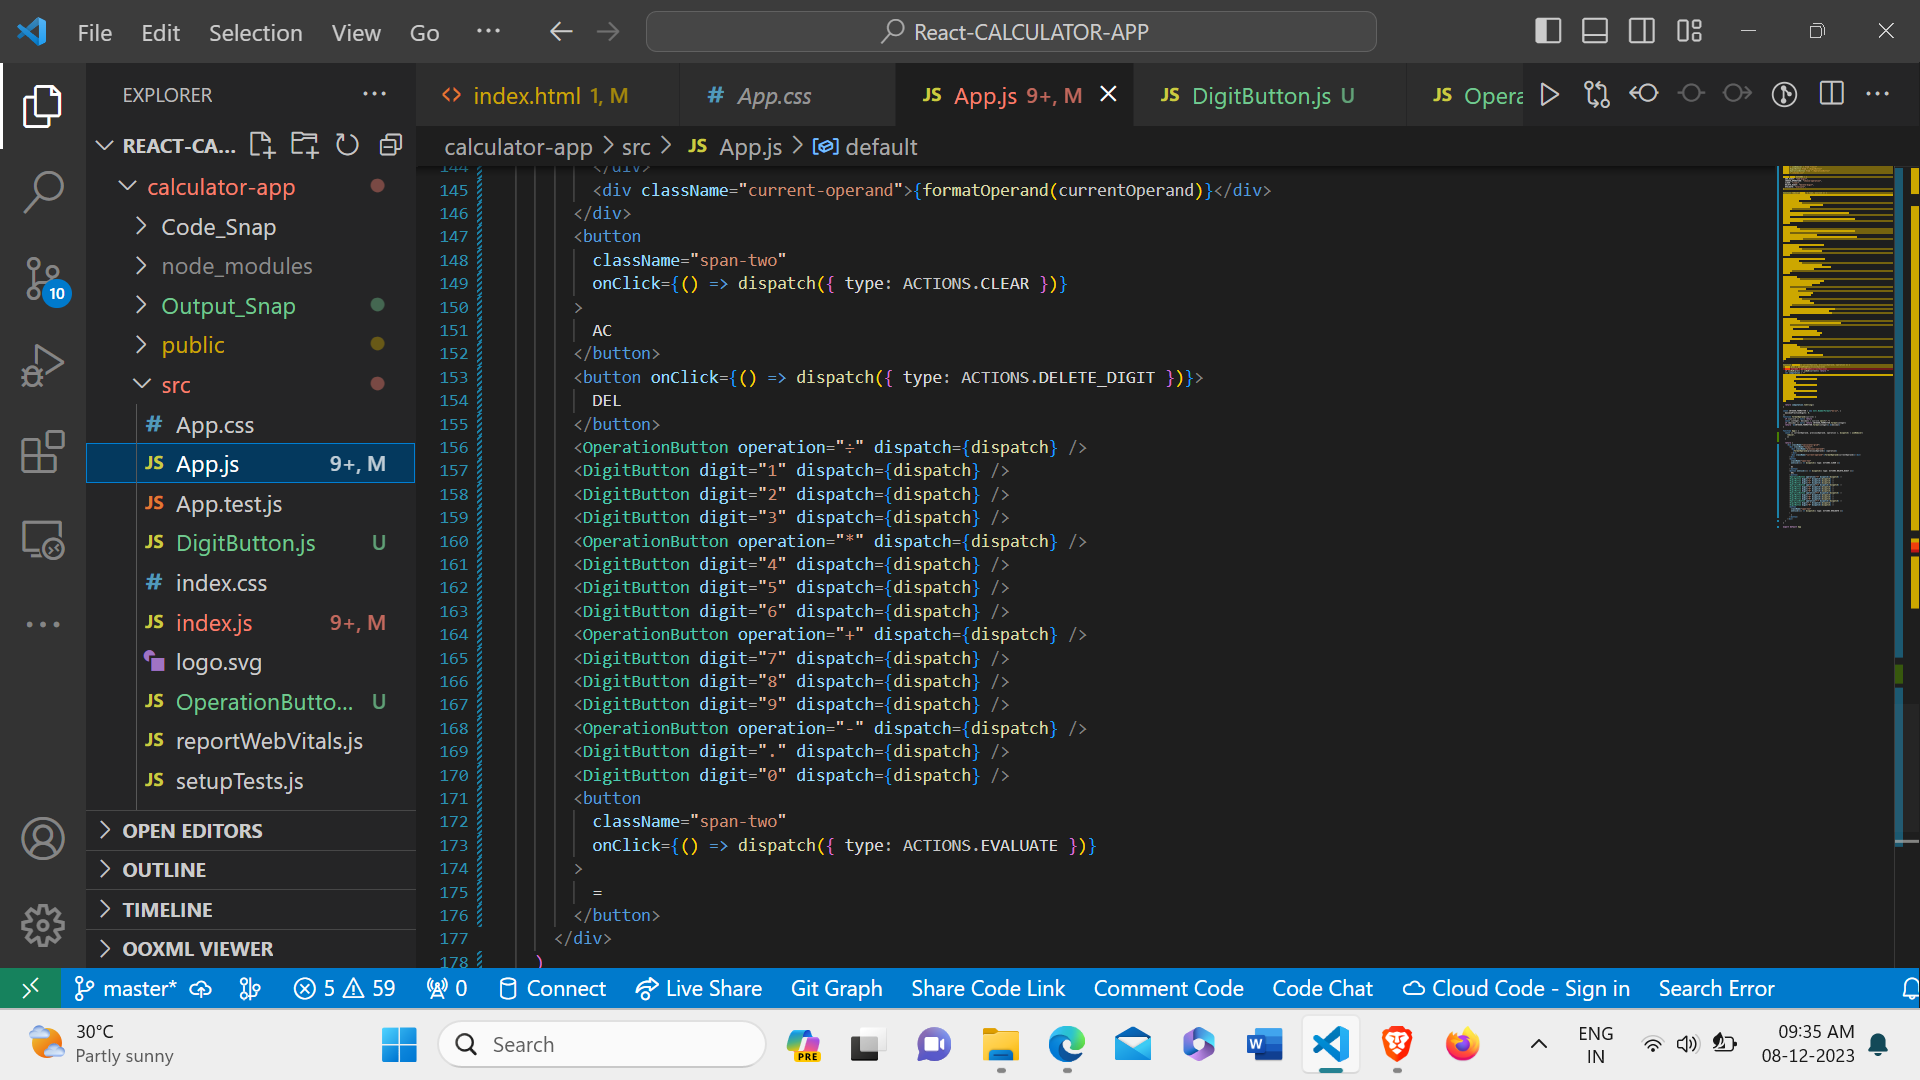 File Edit Selection View Go ... React-CALCULATOR-APP
EXPLORER ...
index.html 1, M
# App.css
JS App.js 9+, M
JS DigitButton.js U
JS Opera
REACT-CA...
calculator-app > src > JS App.js > default
calculator-app
Code_Snap
node_modules
Output_Snap
public
src
# App.css
JS App.js 9+, M
JS App.test.js
JS DigitButton.js U
# index.css
JS index.js 9+, M
logo.svg
JS OperationButto... U
JS reportWebVitals.js
JS setupTests.js
OPEN EDITORS
OUTLINE
TIMELINE
OOXML VIEWER
10
144 </div>
145 <div className="current-operand">{formatOperand(currentOperand)}</div>
146 </div>
147 <button
148 className="span-two"
149 onClick={() => dispatch({ type: ACTIONS.CLEAR })}
150 >
151 AC
152 </button>
153 <button onClick={() => dispatch({ type: ACTIONS.DELETE_DIGIT })}>
154 DEL
155 </button>
156 <OperationButton operation="÷" dispatch={dispatch} />
157 <DigitButton digit="1" dispatch={dispatch} />
158 <DigitButton digit="2" dispatch={dispatch} />
159 <DigitButton digit="3" dispatch={dispatch} />
160 <OperationButton operation="*" dispatch={dispatch} />
161 <DigitButton digit="4" dispatch={dispatch} />
162 <DigitButton digit="5" dispatch={dispatch} />
163 <DigitButton digit="6" dispatch={dispatch} />
164 <OperationButton operation="+" dispatch={dispatch} />
165 <DigitButton digit="7" dispatch={dispatch} />
166 <DigitButton digit="8" dispatch={dispatch} />
167 <DigitButton digit="9" dispatch={dispatch} />
168 <OperationButton operation="-" dispatch={dispatch} />
169 <DigitButton digit="." dispatch={dispatch} />
170 <DigitButton digit="0" dispatch={dispatch} />
171 <button
172 className="span-two"
173 onClick={() => dispatch({ type: ACTIONS.EVALUATE })}
174 >
175 =
176 </button>
177 </div>
178 )
master* 5 59 0 Connect Live Share Git Graph Share Code Link Comment Code Code Chat Cloud Code - Sign in Search Error
30°C
Partly sunny
Search
PRE
ENG
IN
09:35 AM
08-12-2023